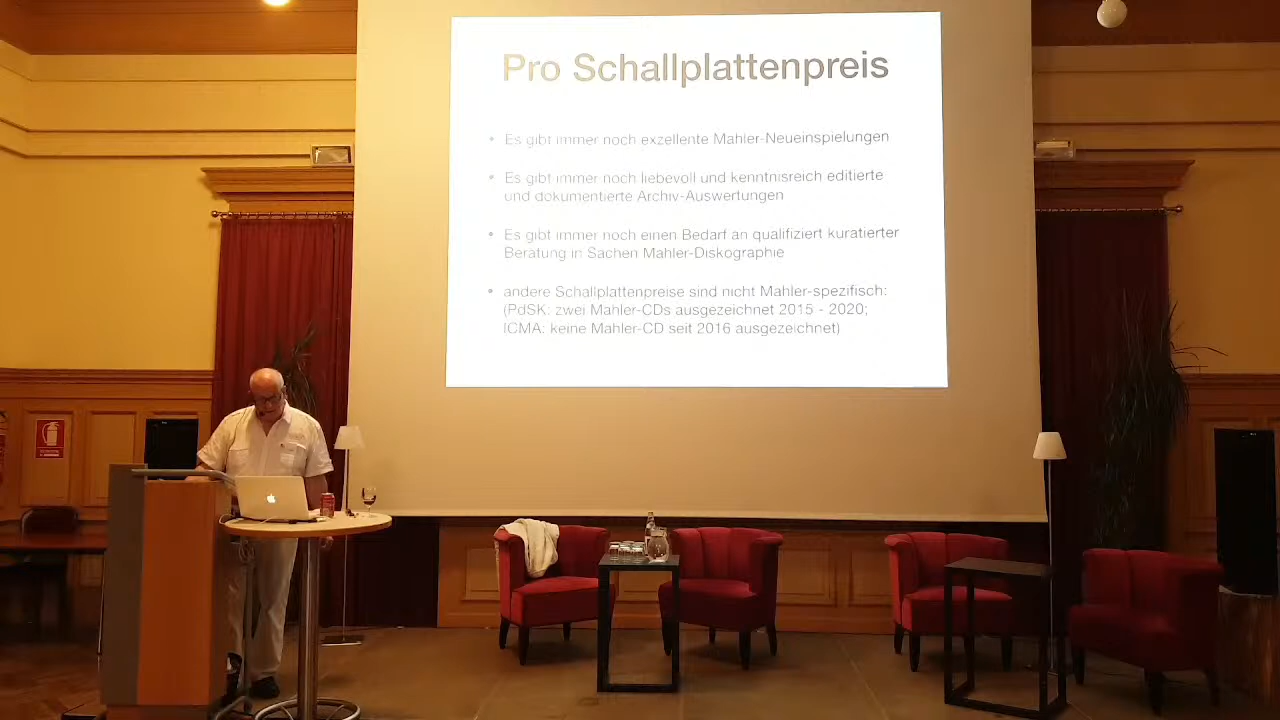 Pro Schallplattenpreis
• Es gibt immer noch exzellente Mahler-Neueinspielungen
• Es gibt immer noch liebevoll und kenntnisreich editierte
und dokumentierte Archiv-Auswertungen
• Es gibt immer noch einen Bedarf an qualifiziert kuratierter
Beratung in Sachen Mahler-Diskographie
• andere Schallplattenpreise sind nicht Mahler-spezifisch:
(PdSK: zwei Mahler-CDs ausgezeichnet 2015 - 2020;
ICMA: keine Mahler-CD seit 2016 ausgezeichnet)